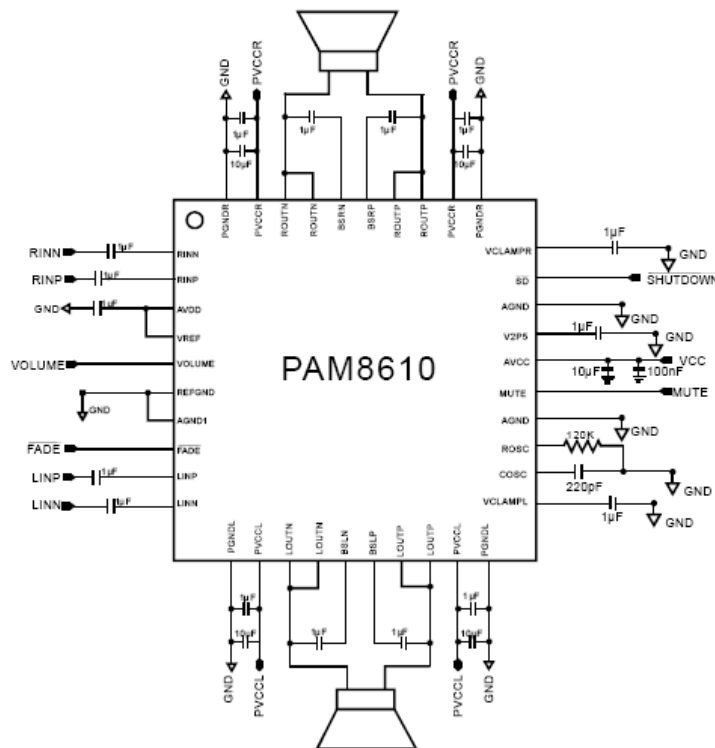 GND
PVCCR
PVCCR
GND
1µF
1µF
1µF
1µF
10µF
10µF
PGNDR
PVCCR
ROUTN
ROUTN
BSRN
BSRP
ROUTP
ROUTP
PVCCR
PGNDR
RINN
1µF
RINN
RINP
1µF
RINP
GND
1µF
AVDD
VREF
VOLUME
VOLUME
REFGND
GND
AGND1
FADE
FADE
LINP
1µF
LINP
LINN
1µF
LINN
PAM8610
VCLAMPR
1µF
GND
SD
SHUTDOWN
AGND
GND
V2P5
1µF
GND
AVCC
VCC
10µF
100nF
MUTE
MUTE
AGND
GND
ROSC
120K
COSC
220pF
GND
VCLAMPL
1µF
GND
PGNDL
PVCCL
LOUTN
LOUTN
BSLN
BSLP
LOUTP
LOUTP
PVCCL
PGNDL
1µF
1µF
10µF
1µF
1µF
10µF
GND
PVCCL
PVCCL
GND